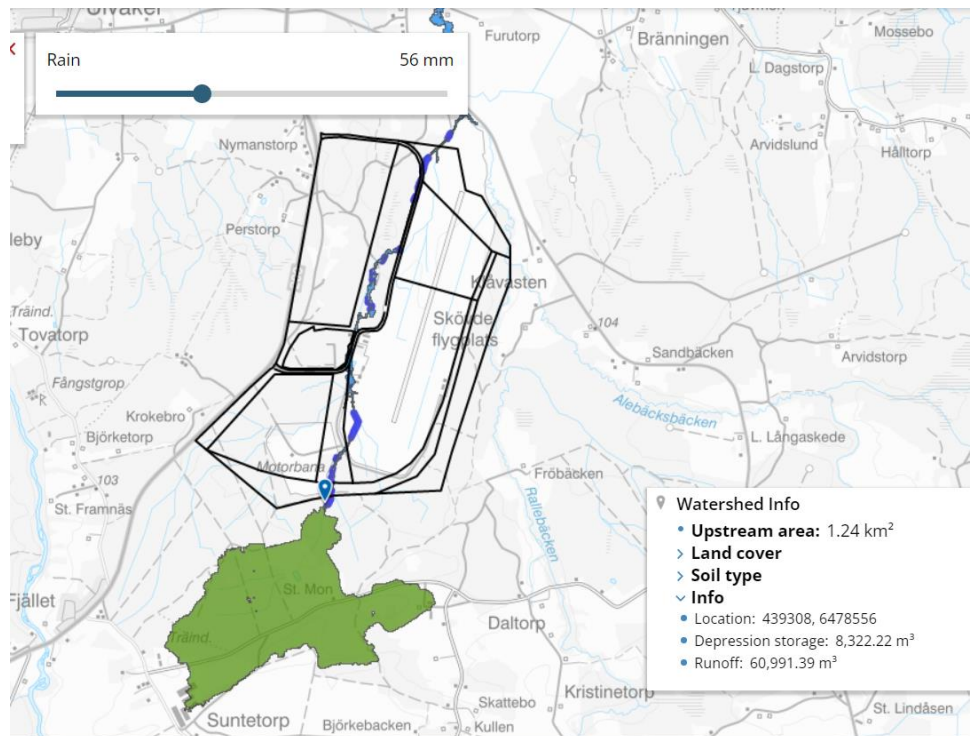 Rain 56 mm
Furutorp
Bränningen
Mossebo
L. Dagstorp
Nymanstorp
Arvidslund
Hålltorp
Perstorp
leby
Klåvasten
Träind.
Skövde
flygplats
104
Tovatorp
Sandbäcken
Arvidstorp
Fångstgrop
Krokebro
Alebäcksbäcken
Björketorp
L. Långaskede
Motorbana
103
Fröbäcken
St. Framnäs
Rallebäcken
Watershed Info
Upstream area: 1.24 km²
Land cover
Soil type
Info
Location: 439308, 6478556
Depression storage: 8,322.22 m³
Runoff: 60,991.39 m³
St. Mon
Fjället
Daltorp
Träind.
Kristinetorp
Skattebo
St. Lindåsen
Suntetorp
Björkebacken
Kullen